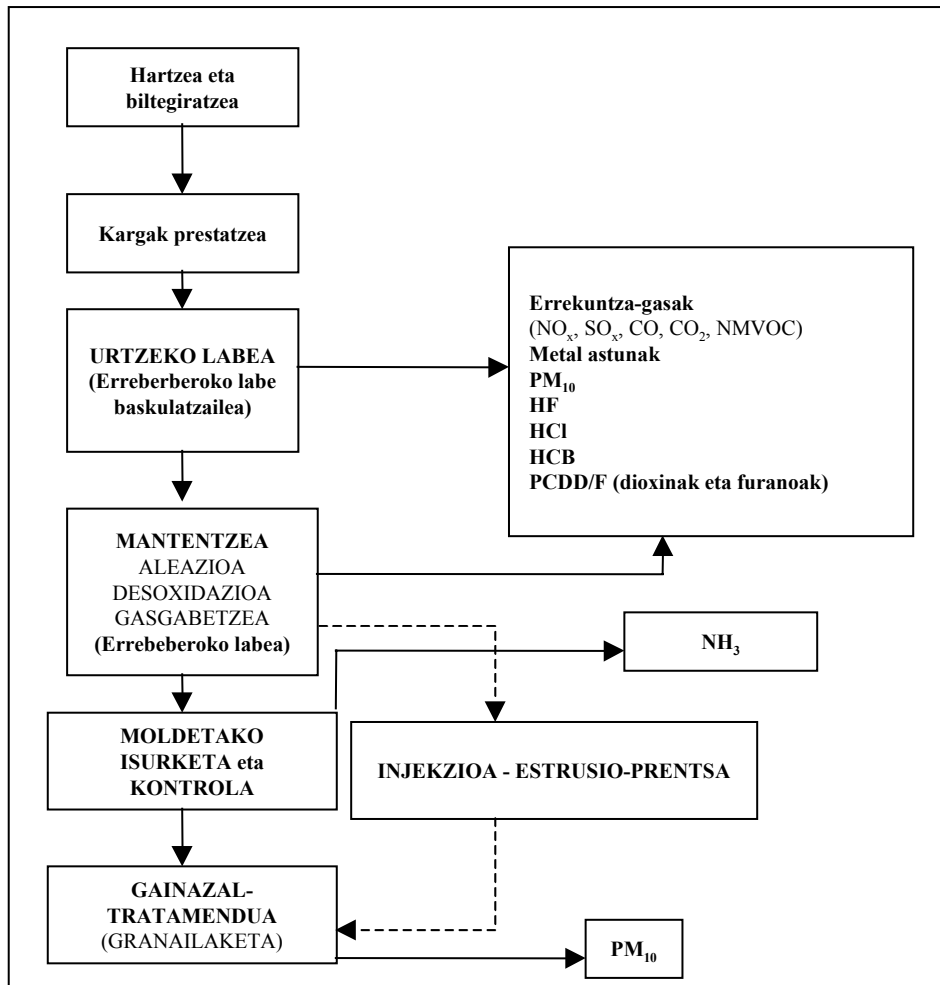 Hartzea eta
biltegiratzea
Kargak prestatzea
URTZEKO LABEA
(Erreberberoko labe
baskulatzailea)
Errekuntza-gasak
(NOₓ, SOₓ, CO, CO₂, NMVOC)
Metal astunak
PM₁₀
HF
HCl
HCB
PCDD/F (dioxinak eta furanoak)
MANTENTZEA
ALEAZIOA
DESOXIDAZIOA
GASGABETZEA
(Errebeberoko labea)
NH₃
MOLDETAKO
ISURKETA eta
KONTROLA
INJEKZIOA - ESTRUSIO-PRENTSA
GAINAZAL-
TRATAMENDUA
(GRANAILAKETA)
PM₁₀